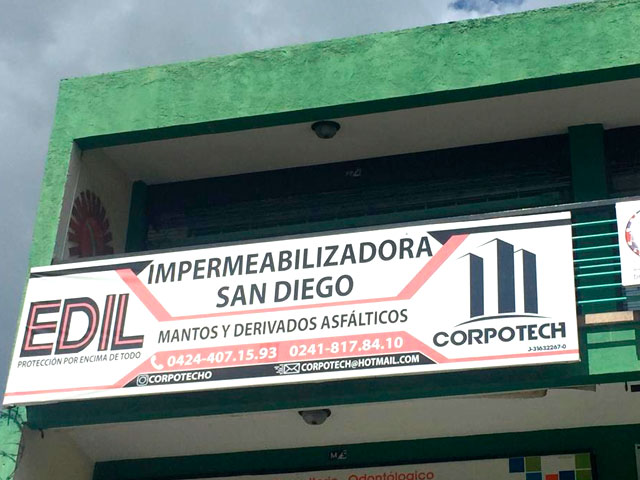 IMPERMEABILIZADORA
SAN DIEGO
EDIL
PROTECCIÓN POR ENCIMA DE TODO
MANTOS Y DERIVADOS ASFÁLTICOS
0424-407.15.93 0241-817.84.10
CORPOTECHO
CORPOTECH@HOTMAIL.COM
CORPOTECH
J-31632267-0
Odontólogico